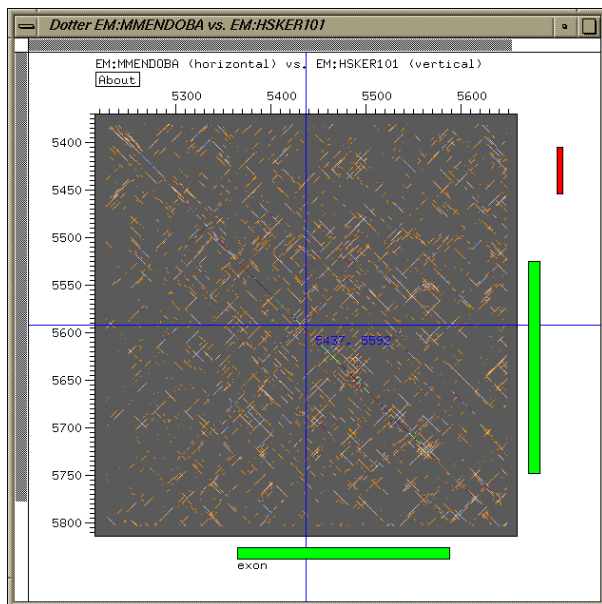 Dotter EM:MMENDOBA vs. EM:HSKER101
EM:MMENDOBA (horizontal) vs. EM:HSKER101 (vertical)
About
5300 5400 5500 5600
5400
5450
5500
5550
5600
5437, 5592
5650
5700
5750
5800
exon